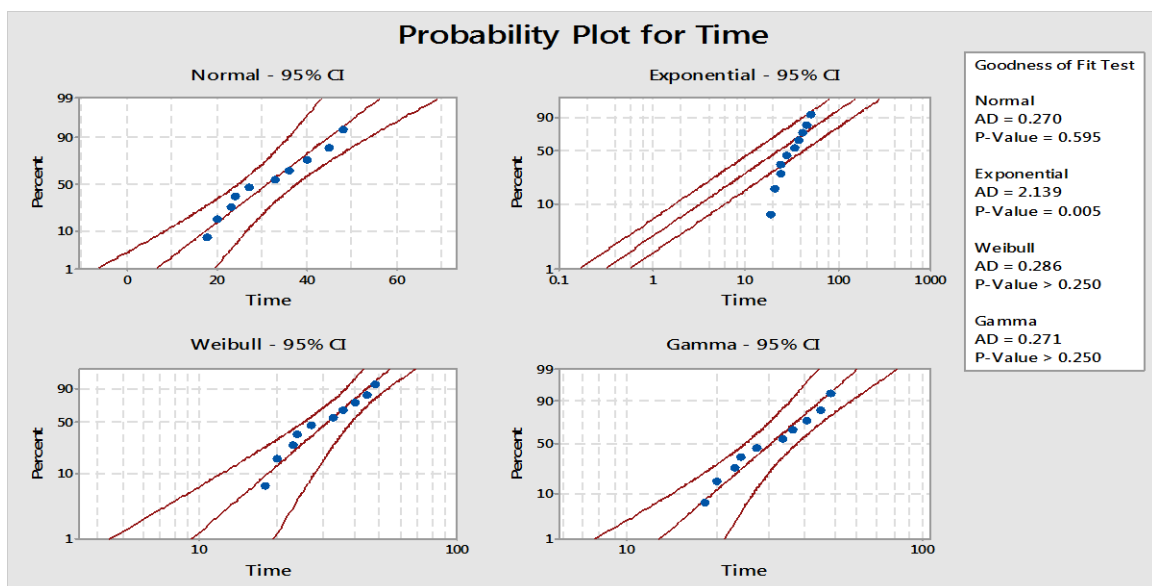 Probability Plot for Time
Normal - 95% CI
99
90
50
10
1
Percent
0
20
40
60
Time
Exponential - 95% CI
90
50
10
1
Percent
0.1
1
10
100
1000
Time
Weibull - 95% CI
90
50
10
1
Percent
10
100
Time
Gamma - 95% CI
99
90
50
10
1
Percent
10
100
Time
Goodness of Fit Test
Normal
AD = 0.270
P-Value = 0.595
Exponential
AD = 2.139
P-Value = 0.005
Weibull
AD = 0.286
P-Value > 0.250
Gamma
AD = 0.271
P-Value > 0.250